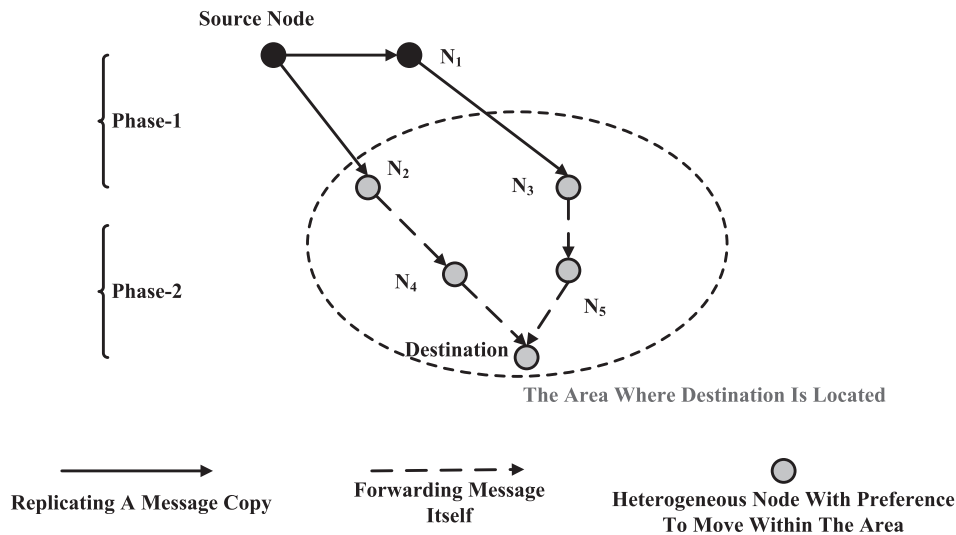 Source Node
N1
Phase-1
N2
N3
Phase-2
N4
N5
Destination
The Area Where Destination Is Located
Replicating A Message Copy
Forwarding Message
Itself
Heterogeneous Node With Preference
To Move Within The Area